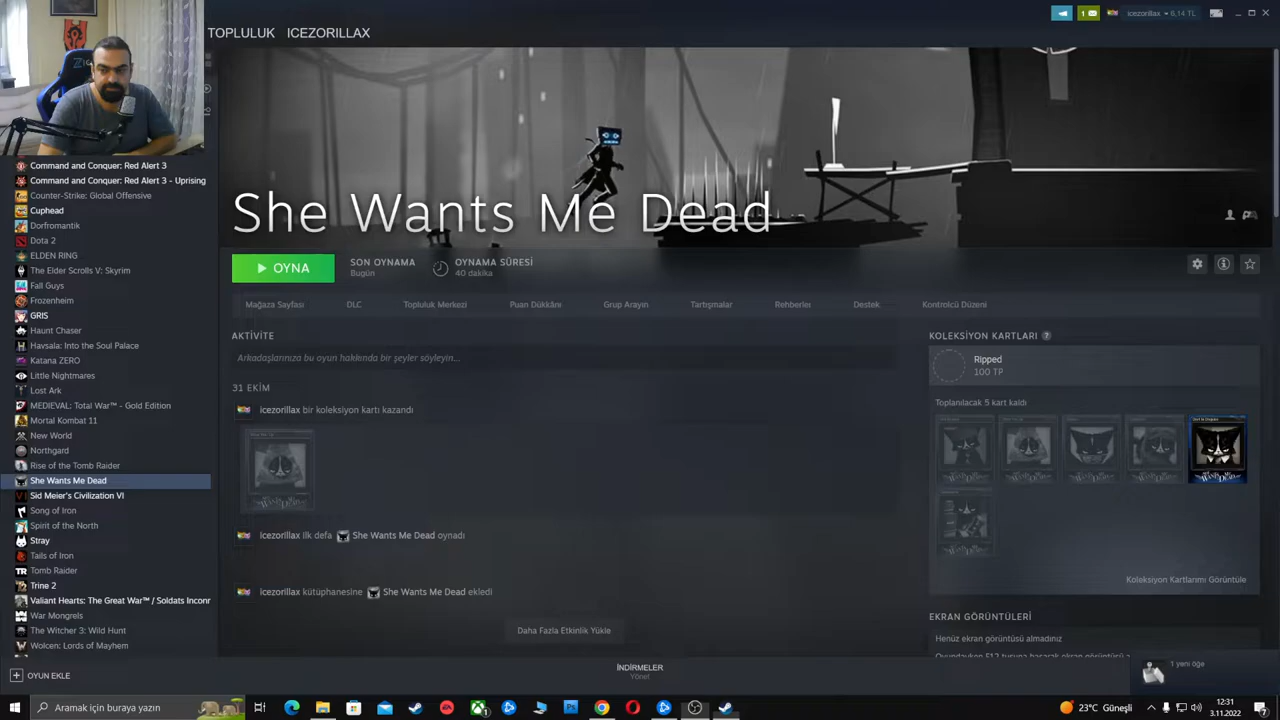 TOPLULUK
ICEZORILLAX
1
icezorillax
6,14 TL
Command and Conquer: Red Alert 3
Command and Conquer: Red Alert 3 - Uprising
Counter-Strike: Global Offensive
Cuphead
Dorfromantik
Dota 2
ELDEN RING
The Elder Scrolls V: Skyrim
Fall Guys
Frozenheim
GRIS
Haunt Chaser
Havsala: Into the Soul Palace
Katana ZERO
Little Nightmares
Lost Ark
MEDIEVAL: Total War™ - Gold Edition
Mortal Kombat 11
New World
Northgard
Rise of the Tomb Raider
She Wants Me Dead
Sid Meier's Civilization VI
Song of Iron
Spirit of the North
Stray
Tails of Iron
Tomb Raider
Trine 2
Valiant Hearts: The Great War™ / Soldats Inconr
War Mongrels
The Witcher 3: Wild Hunt
Wolcen: Lords of Mayhem
OYUN EKLE
She Wants Me Dead
OYNA
SON OYNAMA
Bugün
OYNAMA SÜRESİ
40 dakika
Mağaza Sayfası
DLC
Topluluk Merkezi
Puan Dükkânı
Grup Arayın
Tartışmalar
Rehberler
Destek
Kontrolcü Düzeni
AKTİVİTE
Arkadaşlarınıza bu oyun hakkında bir şeyler söyleyin...
31 EKİM
icezorillax bir koleksiyon kartı kazandı
icezorillax ilk defa She Wants Me Dead oynadı
icezorillax kütüphanesine She Wants Me Dead ekledi
Daha Fazla Etkinlik Yükle
KOLEKSİYON KARTLARI ?
Ripped
100 TP
Toplanılacak 5 kart kaldı
Koleksiyon Kartlarımı Görüntüle
EKRAN GÖRÜNTÜLERİ
Henüz ekran görüntüsü almadınız
1 yeni öğe
İNDİRMELER
Yönet
Aramak için buraya yazın
23°C Güneşli
12:31
3.11.2022